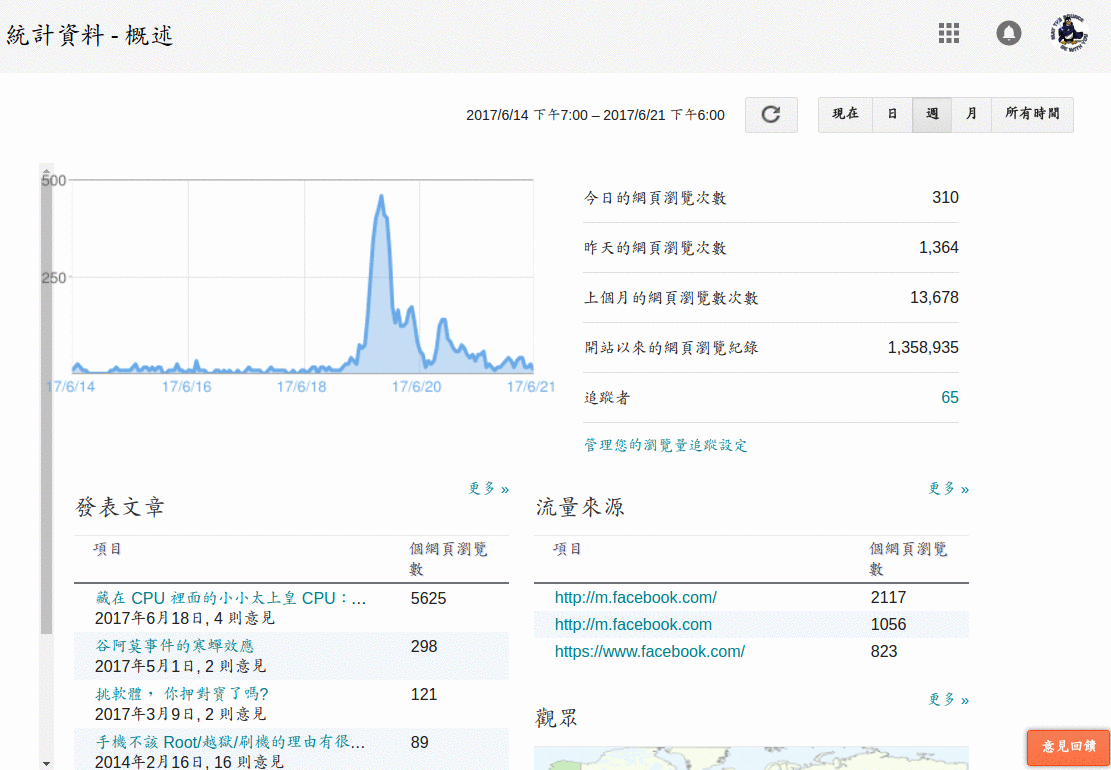 統計資料 - 概述
MAY THE SOURCE BE WITH YOU
2017/6/14 下午7:00 – 2017/6/21 下午6:00
現在 日 週 月 所有時間
500
250
17/6/14 17/6/16 17/6/18 17/6/20 17/6/21
今日的網頁瀏覽次數 310
昨天的網頁瀏覽次數 1,364
上個月的網頁瀏覽數次數 13,678
開站以來的網頁瀏覽紀錄 1,358,935
追蹤者 65
管理您的瀏覽量追蹤設定
更多 »
發表文章
項目 個網頁瀏覽
數
藏在 CPU 裡面的小小太上皇 CPU：… 5625
2017年6月18日, 4 則意見
谷阿莫事件的寒蟬效應 298
2017年5月1日, 2 則意見
挑軟體， 你押對寶了嗎? 121
2017年3月9日, 2 則意見
手機不該 Root/越獄/刷機的理由有很… 89
2014年2月16日, 16 則意見
更多 »
流量來源
項目 個網頁瀏覽
數
http://m.facebook.com/ 2117
http://m.facebook.com 1056
https://www.facebook.com/ 823
更多 »
觀眾
意見回饋